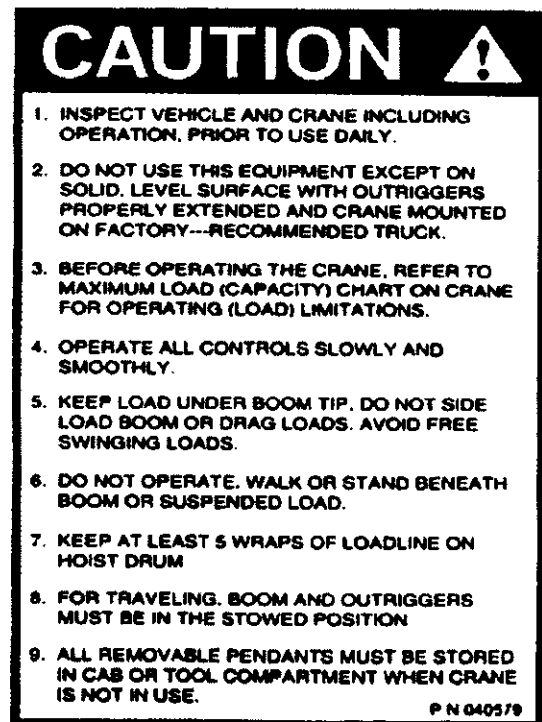 CAUTION
1. INSPECT VEHICLE AND CRANE INCLUDING
OPERATION, PRIOR TO USE DAILY.
2. DO NOT USE THIS EQUIPMENT EXCEPT ON
SOLID, LEVEL SURFACE WITH OUTRIGGERS
PROPERLY EXTENDED AND CRANE MOUNTED
ON FACTORY---RECOMMENDED TRUCK.
3. BEFORE OPERATING THE CRANE, REFER TO
MAXIMUM LOAD (CAPACITY) CHART ON CRANE
FOR OPERATING (LOAD) LIMITATIONS.
4. OPERATE ALL CONTROLS SLOWLY AND
SMOOTHLY.
5. KEEP LOAD UNDER BOOM TIP. DO NOT SIDE
LOAD BOOM OR DRAG LOADS. AVOID FREE
SWINGING LOADS.
6. DO NOT OPERATE, WALK OR STAND BENEATH
BOOM OR SUSPENDED LOAD.
7. KEEP AT LEAST 5 WRAPS OF LOADLINE ON
HOIST DRUM
8. FOR TRAVELING, BOOM AND OUTRIGGERS
MUST BE IN THE STOWED POSITION
9. ALL REMOVABLE PENDANTS MUST BE STORED
IN CAB OR TOOL COMPARTMENT WHEN CRANE
IS NOT IN USE.
P N 040579